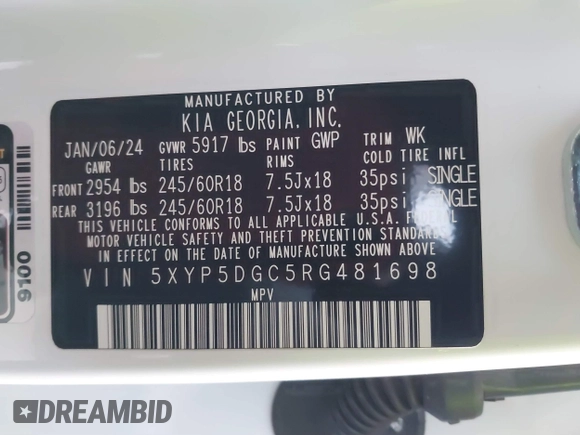 MANUFACTURED BY
KIA GEORGIA, INC.
JAN/06/24 GVWR 5917 lbs PAINT GWP TRIM WK
GAWR TIRES RIMS COLD TIRE INFL
FRONT 2954 lbs 245/60R18 7.5Jx18 35psi SINGLE
REAR 3196 lbs 245/60R18 7.5Jx18 35psi SINGLE
THIS VEHICLE CONFORMS TO ALL APPLICABLE U.S.A. FEDERAL
MOTOR VEHICLE SAFETY AND THEFT PREVENTION STANDARDS
IN EFFECT ON THE DATE OF MANUFACTURE SHOWN ABOVE
VIN 5XYP5DGC5RG481698
MPV
9100
DREAMBID